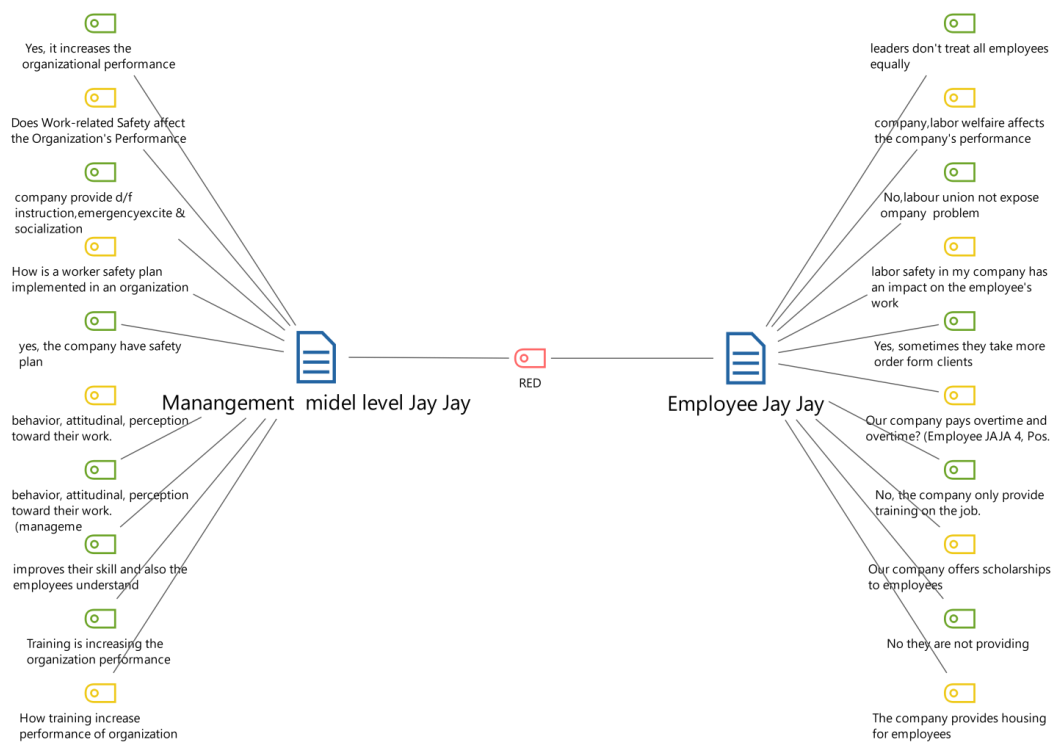 Yes, it increases the
organizational performance
Does Work-related Safety affect
the Organization's Performance
company provide d/f
instruction,emergencyexcite &
socialization
How is a worker safety plan
implemented in an organization
yes, the company have safety
plan
behavior, attitudinal, perception
toward their work.
behavior, attitudinal, perception
toward their work.
(manageme
improves their skill and also the
employees understand
Training is increasing the
organization performance
How training increase
performance of organization
Manangement midel level Jay Jay
RED
Employee Jay Jay
leaders don't treat all employees
equally
company,labor welfaire affects
the company's performance
No,labour union not expose
ompany problem
labor safety in my company has
an impact on the employee's
work
Yes, sometimes they take more
order form clients
Our company pays overtime and
overtime? (Employee JAJA 4, Pos.
No, the company only provide
training on the job.
Our company offers scholarships
to employees
No they are not providing
The company provides housing
for employees